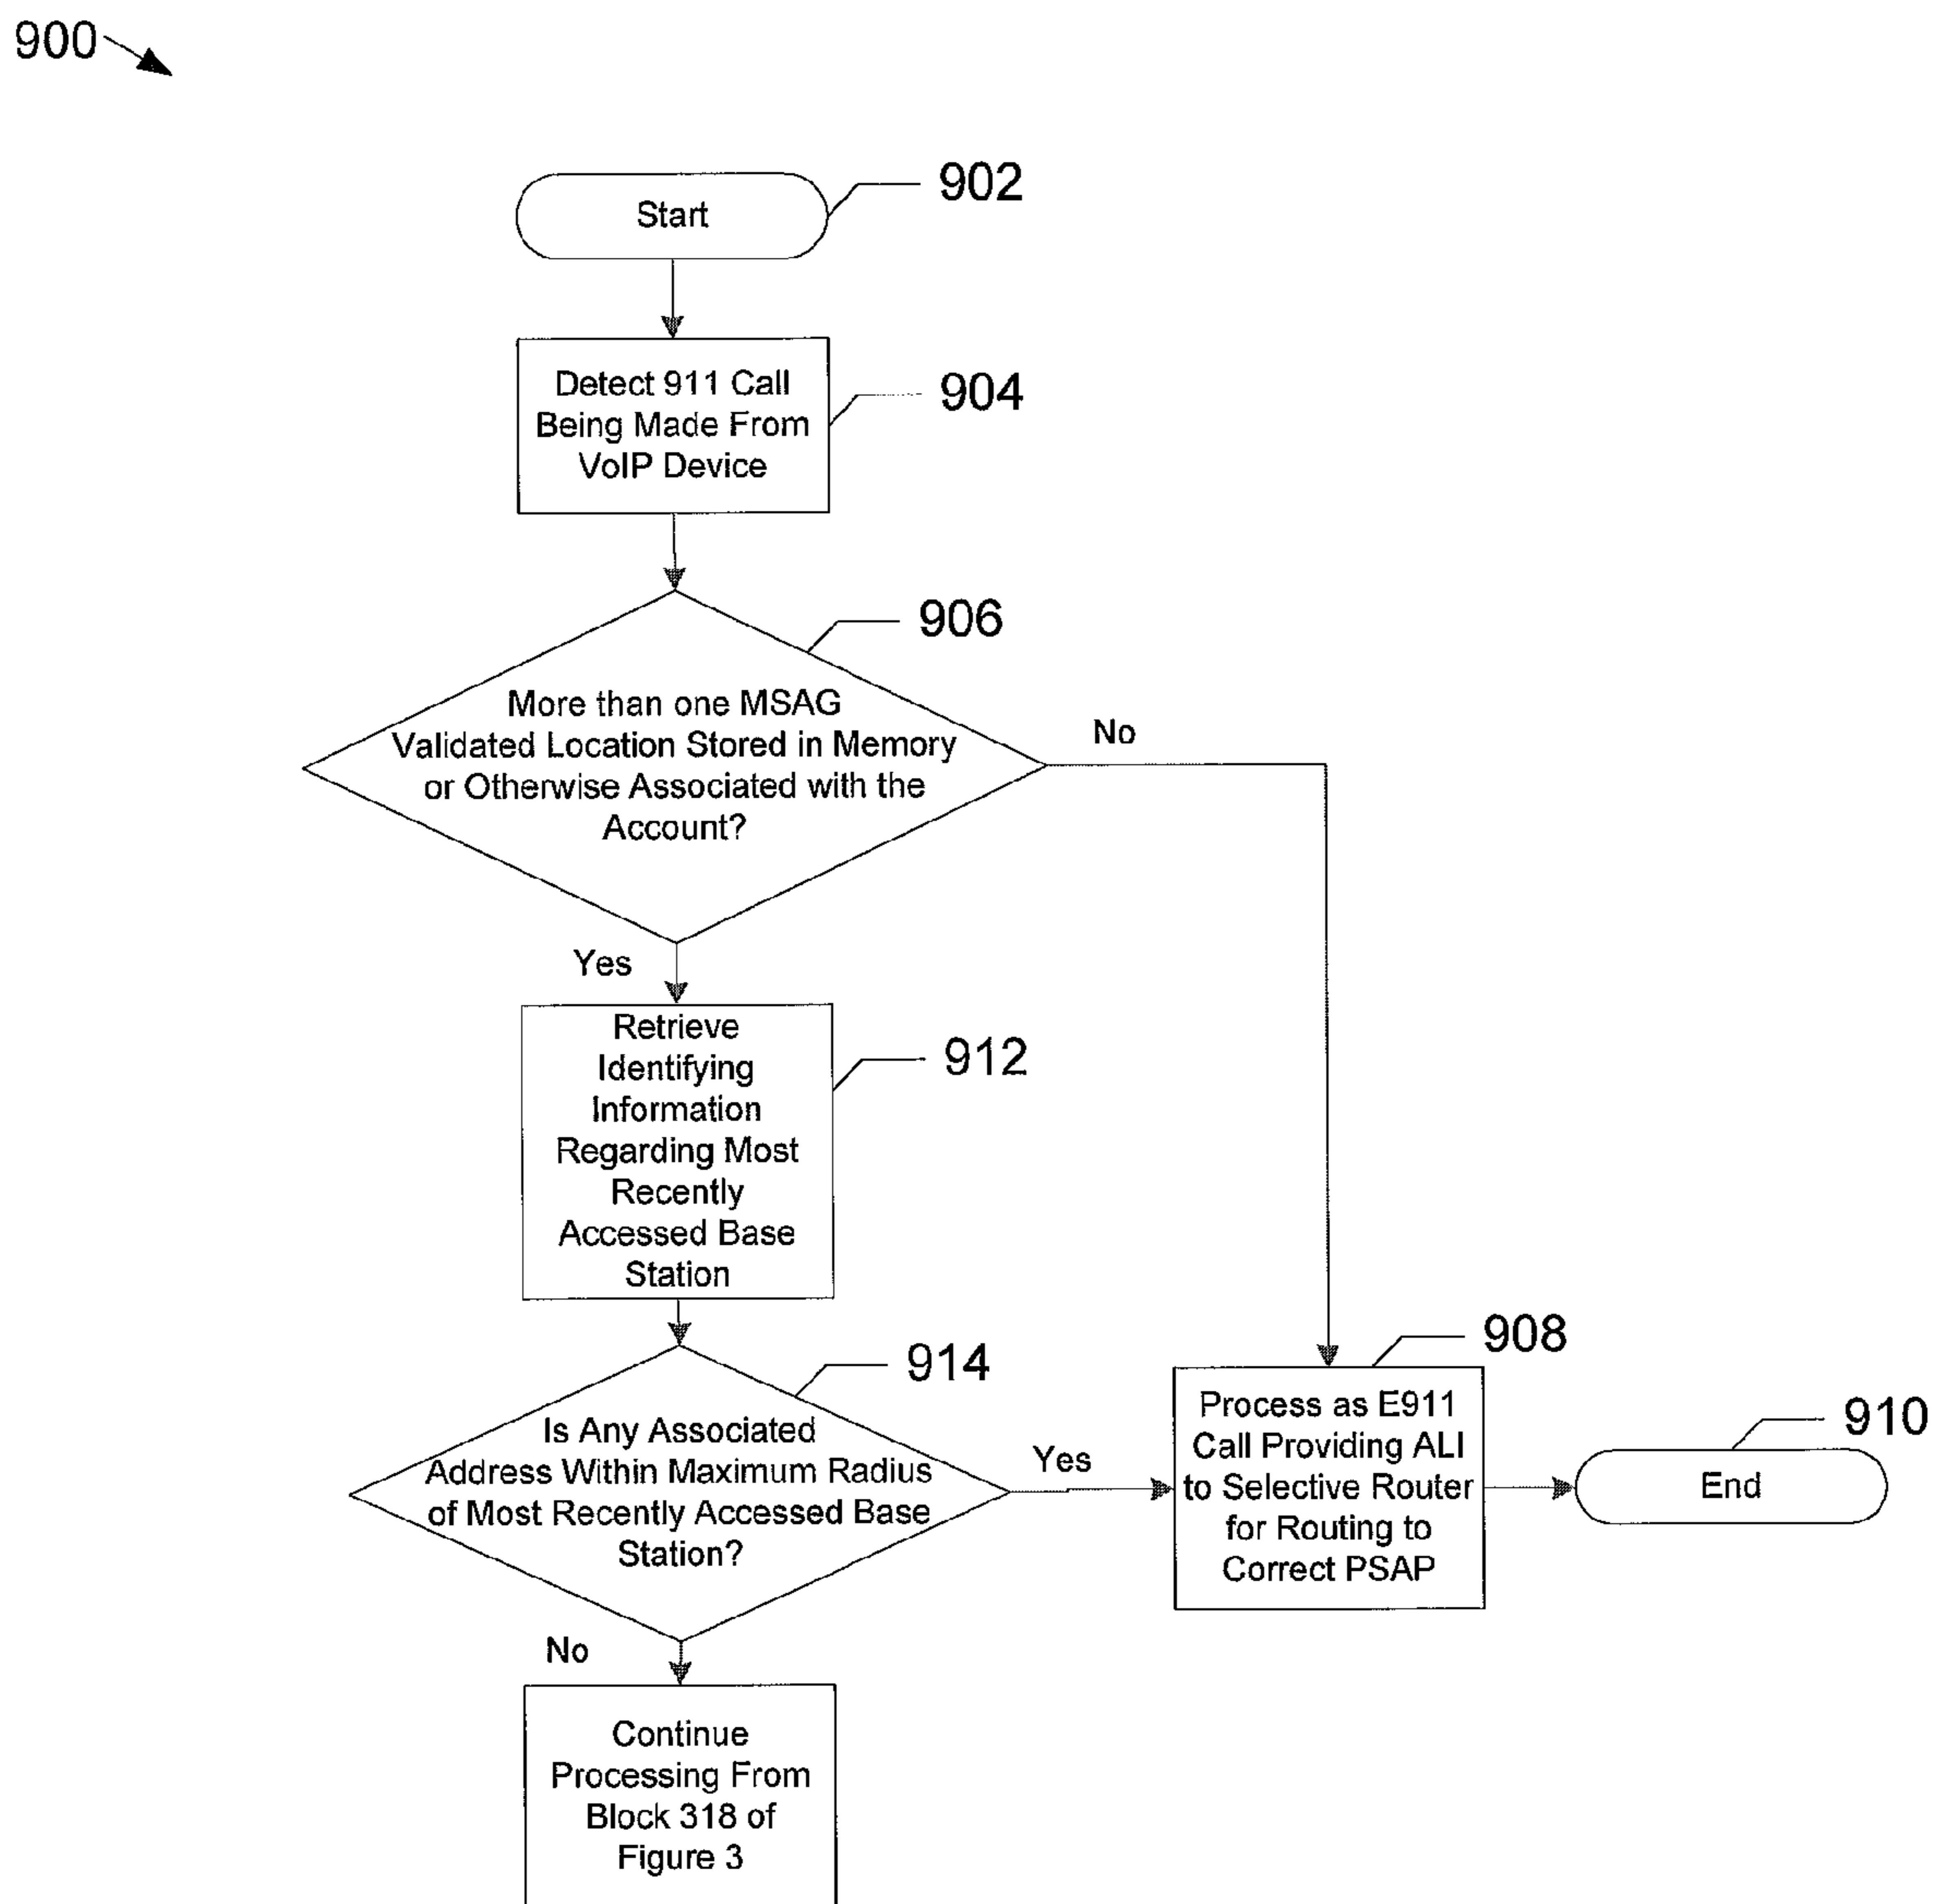 900
Start
902
Detect 911 Call
Being Made From
VoIP Device
904
906
More than one MSAG
Validated Location Stored in Memory
or Otherwise Associated with the
Account?
No
Yes
Retrieve
Identifying
Information
Regarding Most
Recently
Accessed Base
Station
912
914
Is Any Associated
Address Within Maximum Radius
of Most Recently Accessed Base
Station?
Yes
908
Process as E911
Call Providing ALI
to Selective Router
for Routing to
Correct PSAP
910
End
No
Continue
Processing From
Block 318 of
Figure 3